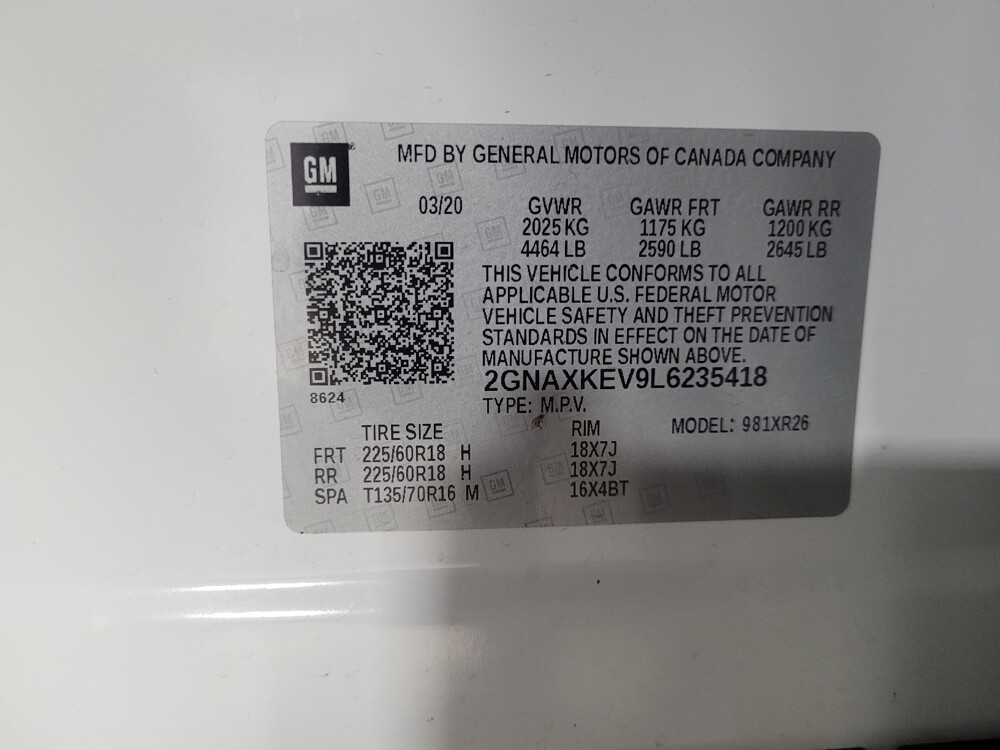 GM
MFD BY GENERAL MOTORS OF CANADA COMPANY
03/20 GVWR GAWR FRT GAWR RR
2025 KG 1175 KG 1200 KG
4464 LB 2590 LB 2645 LB
THIS VEHICLE CONFORMS TO ALL
APPLICABLE U.S. FEDERAL MOTOR
VEHICLE SAFETY AND THEFT PREVENTION
STANDARDS IN EFFECT ON THE DATE OF
MANUFACTURE SHOWN ABOVE.
2GNAXKEV9L6235418
8624
TYPE: M.P.V.
MODEL: 981XR26
TIRE SIZE RIM
FRT 225/60R18 H 18X7J
RR 225/60R18 H 18X7J
SPA T135/70R16 M 16X4BT